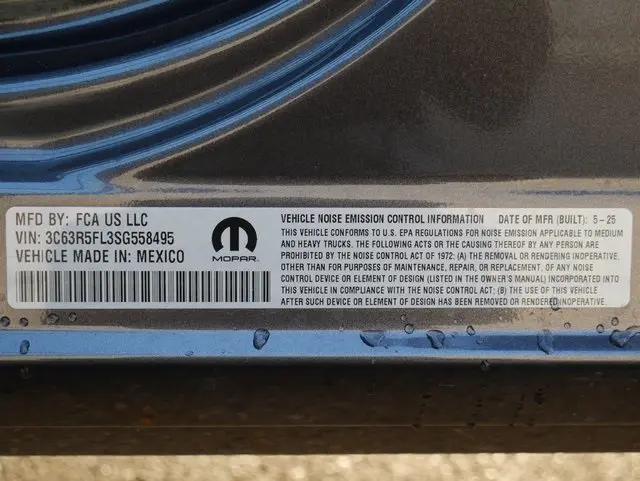 MFD BY: FCA US LLC
VIN: 3C63R5FL3SG558495
VEHICLE MADE IN: MEXICO
MOPAR.
VEHICLE NOISE EMISSION CONTROL INFORMATION DATE OF MFR (BUILT): 5-25
THIS VEHICLE CONFORMS TO U.S. EPA REGULATIONS FOR NOISE EMISSION APPLICABLE TO MEDIUM
AND HEAVY TRUCKS. THE FOLLOWING ACTS OR THE CAUSING THEREOF BY ANY PERSON ARE
PROHIBITED BY THE NOISE CONTROL ACT OF 1972: (A) THE REMOVAL OR RENDERING INOPERATIVE,
OTHER THAN FOR PURPOSES OF MAINTENANCE, REPAIR, OR REPLACEMENT, OF ANY NOISE
CONTROL DEVICE OR ELEMENT OF DESIGN (LISTED IN THE OWNER'S MANUAL) INCORPORATED INTO
THIS VEHICLE IN COMPLIANCE WITH THE NOISE CONTROL ACT; (B) THE USE OF THIS VEHICLE
AFTER SUCH DEVICE OR ELEMENT OF DESIGN HAS BEEN REMOVED OR RENDERED INOPERATIVE.